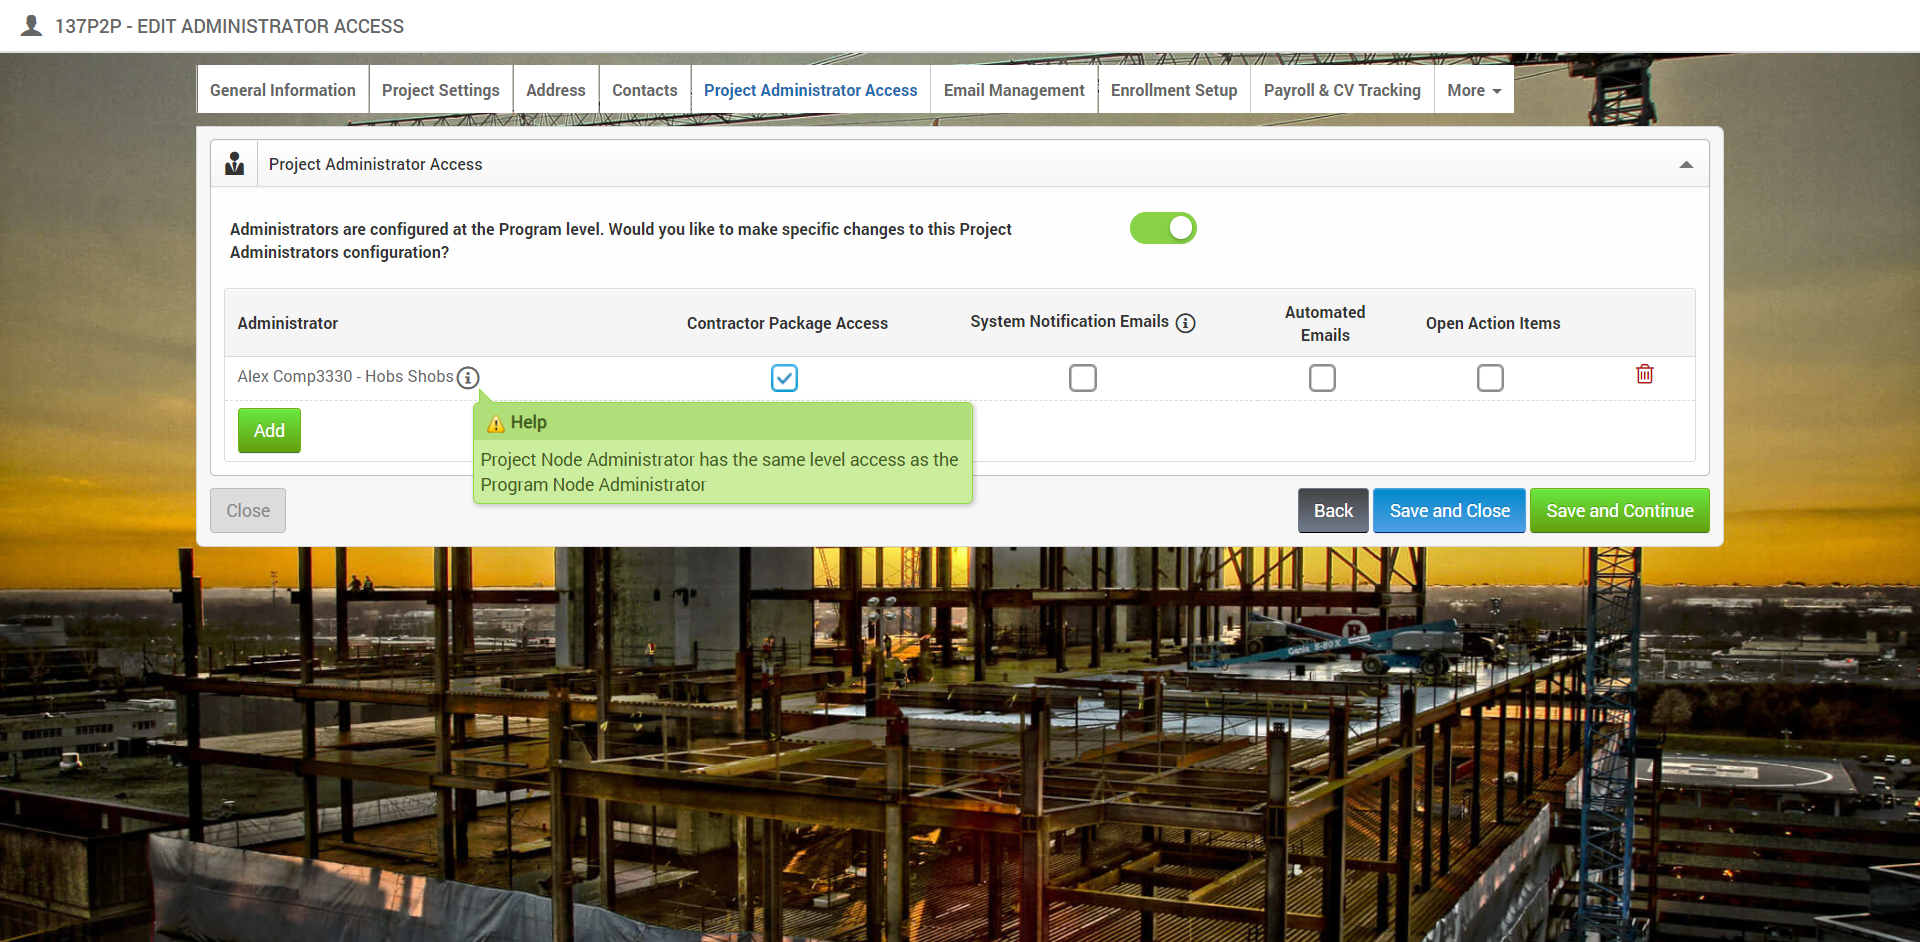 137P2P - EDIT ADMINISTRATOR ACCESS
General Information
Project Settings
Address
Contacts
Project Administrator Access
Email Management
Enrollment Setup
Payroll & CV Tracking
More
Project Administrator Access
Administrators are configured at the Program level. Would you like to make specific changes to this Project
Administrators configuration?
Administrator
Contractor Package Access
System Notification Emails
Automated
Emails
Open Action Items
Alex Comp3330 - Hobs Shobs
Add
Help
Project Node Administrator has the same level access as the
Program Node Administrator
Close
Back
Save and Close
Save and Continue
Genie S-80X
R